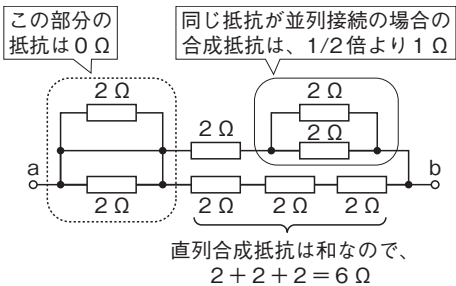 この部分の
抵抗は0Ω
同じ抵抗が並列接続の場合の
合成抵抗は、1/2倍より1Ω
2Ω
2Ω
2Ω
2Ω
a
b
2Ω
2Ω
2Ω
2Ω
直列合成抵抗は和なので、
2+2+2=6Ω